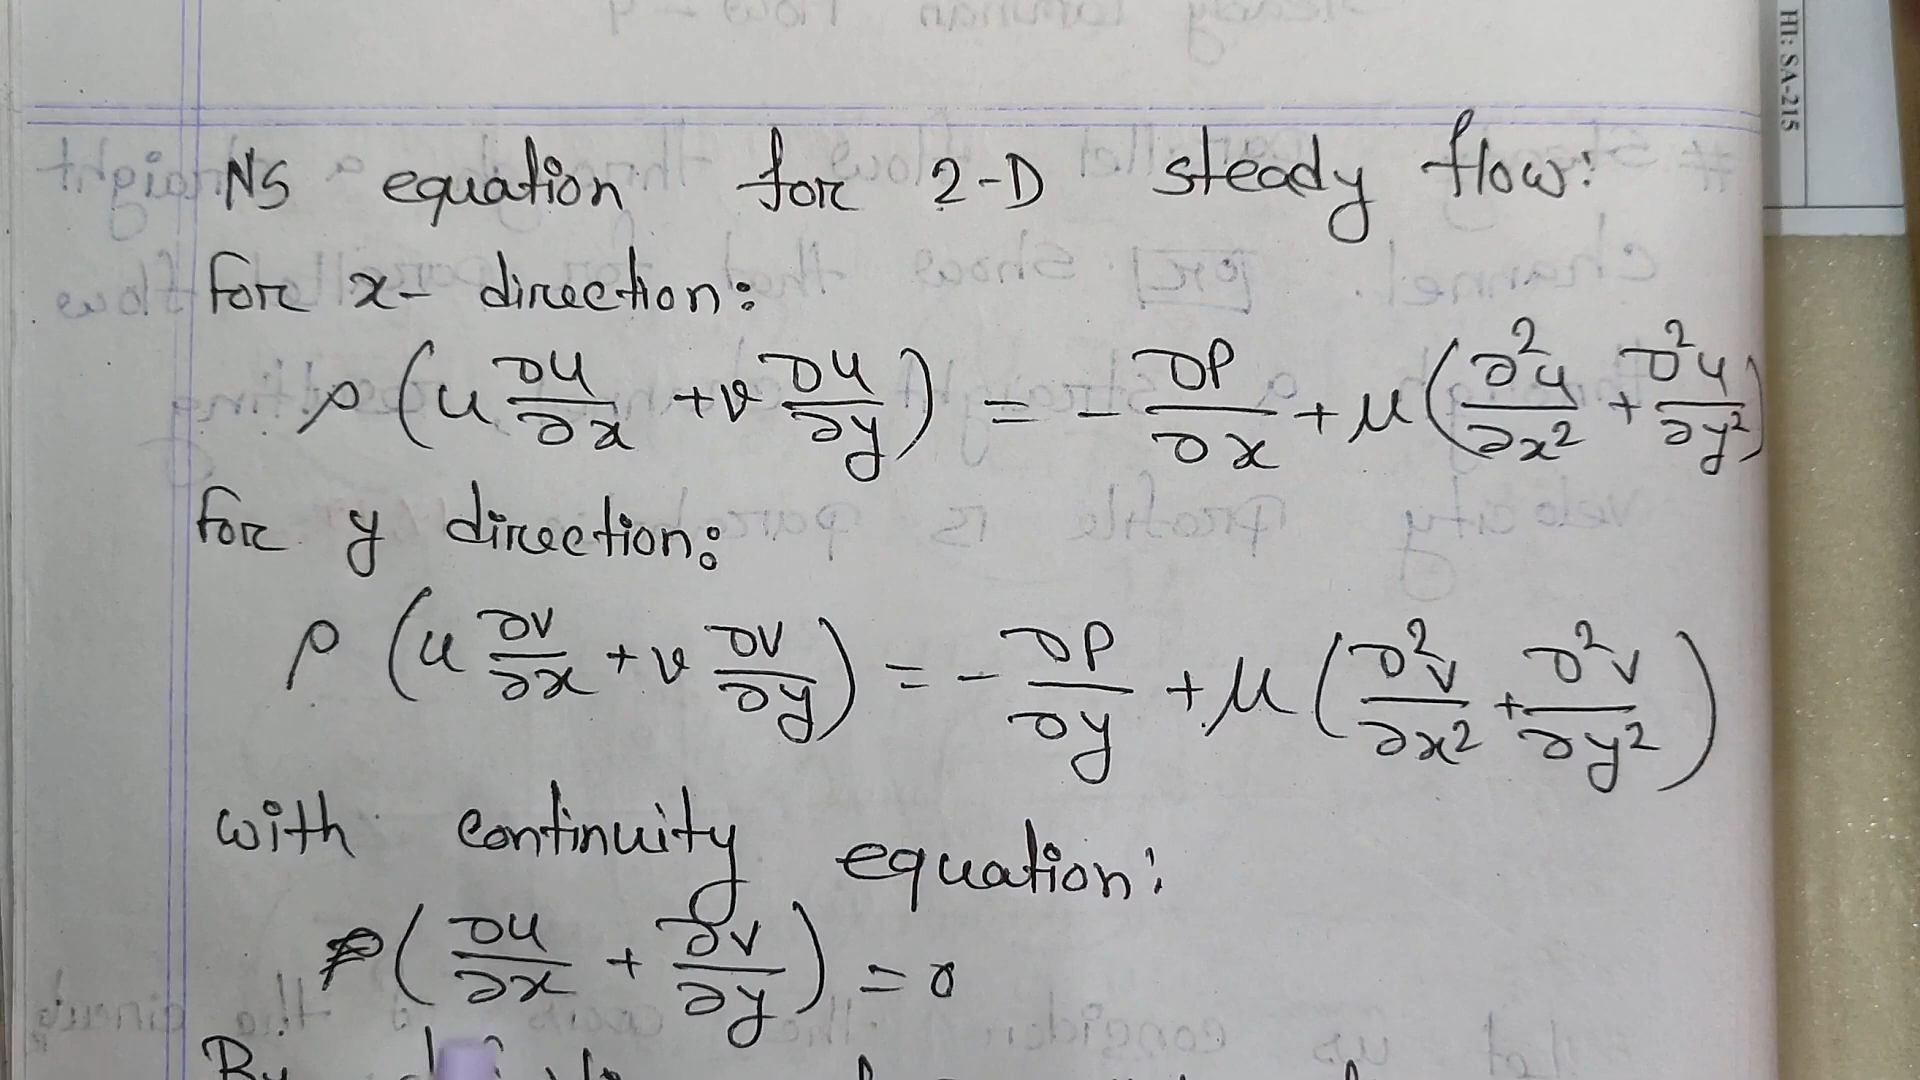 HI: SA-215
NS equation for 2-D steady flow:
for x- direction:
ρ (u ∂u/∂x + v ∂u/∂y) = - ∂P/∂x + μ (∂²u/∂x² + ∂²u/∂y²)
for y direction:
ρ (u ∂v/∂x + v ∂v/∂y) = - ∂P/∂y + μ (∂²v/∂x² + ∂²v/∂y²)
with continuity equation:
(∂u/∂x + ∂v/∂y) = 0
By